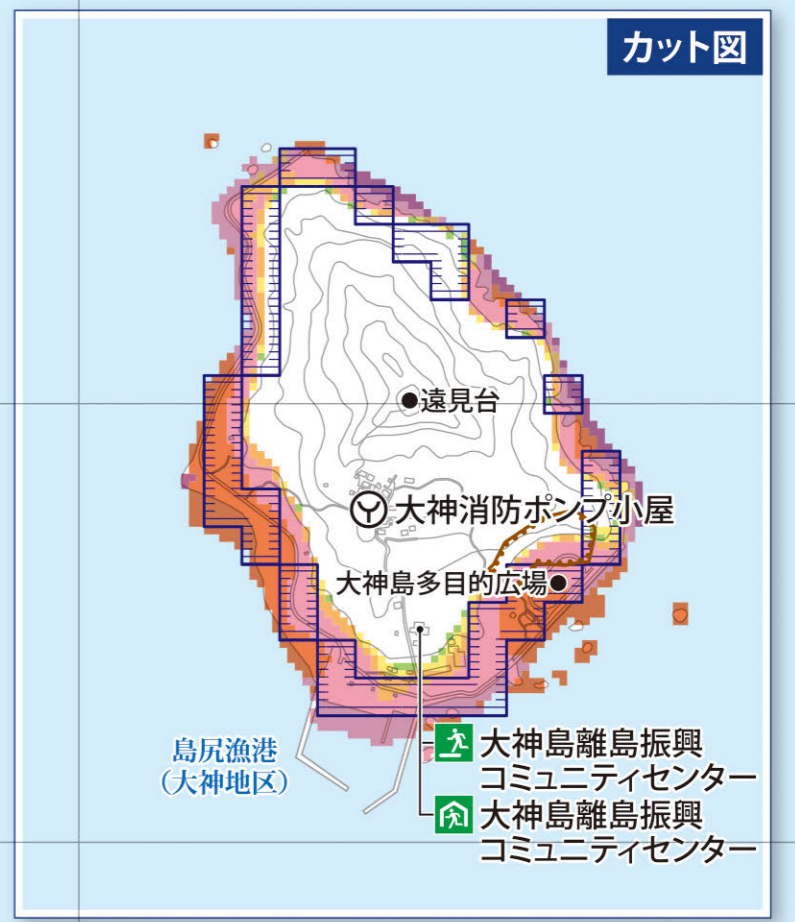 カット図
遠見台
大神消防ポンプ小屋
大神島多目的広場
島尻漁港
（大神地区）
大神島離島振興
コミュニティセンター
大神島離島振興
コミュニティセンター